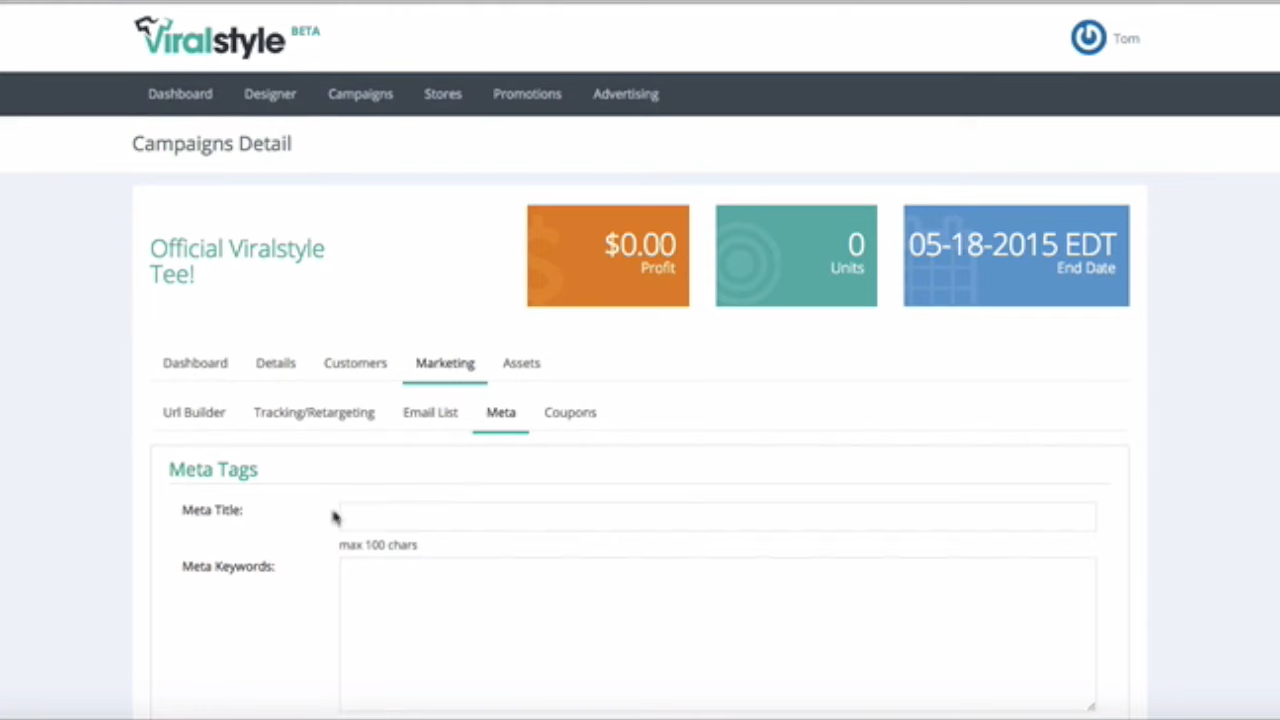 Viralstyle BETA
Tom
Dashboard Designer Campaigns Stores Promotions Advertising
Campaigns Detail
Official Viralstyle
Tee!
$0.00
Profit
0
Units
05-18-2015 EDT
End Date
Dashboard Details Customers Marketing Assets
Url Builder Tracking/Retargeting Email List Meta Coupons
Meta Tags
Meta Title:
max 100 chars
Meta Keywords: